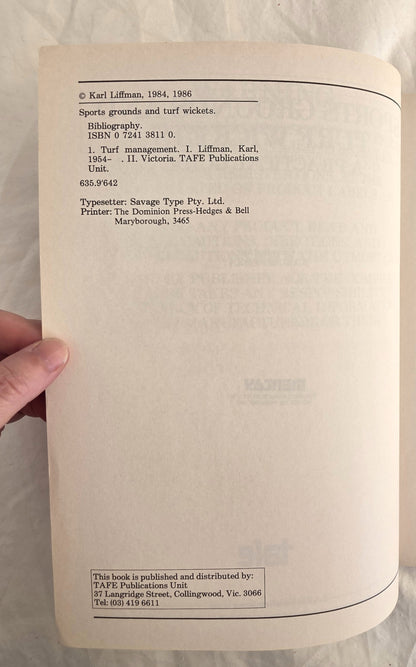 © Karl Liffman, 1984, 1986
Sports grounds and turf wickets.
Bibliography.
ISBN 0 7241 3811 0.
1. Turf management. I. Liffman, Karl,
1954– . II. Victoria. TAFE Publications
Unit.
635.9'642
Typesetter: Savage Type Pty. Ltd.
Printer: The Dominion Press-Hedges & Bell
Maryborough, 3465
This book is published and distributed by:
TAFE Publications Unit
37 Langridge Street, Collingwood, Vic. 3066
Tel: (03) 419 6611